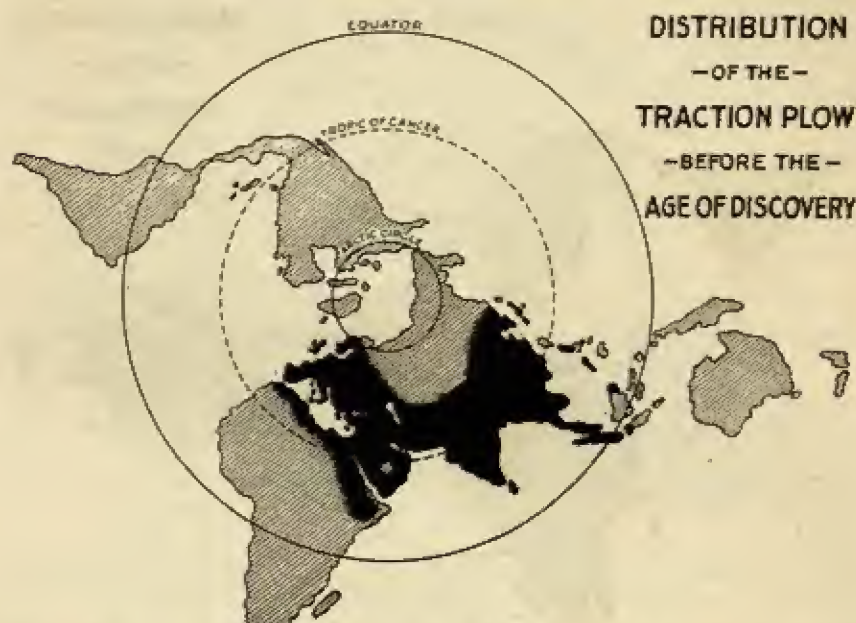 DISTRIBUTION
—OF THE—
TRACTION PLOW
—BEFORE THE—
AGE OF DISCOVERY
EQUATOR
TROPIC OF CANCER
ARCTIC CIRCLE